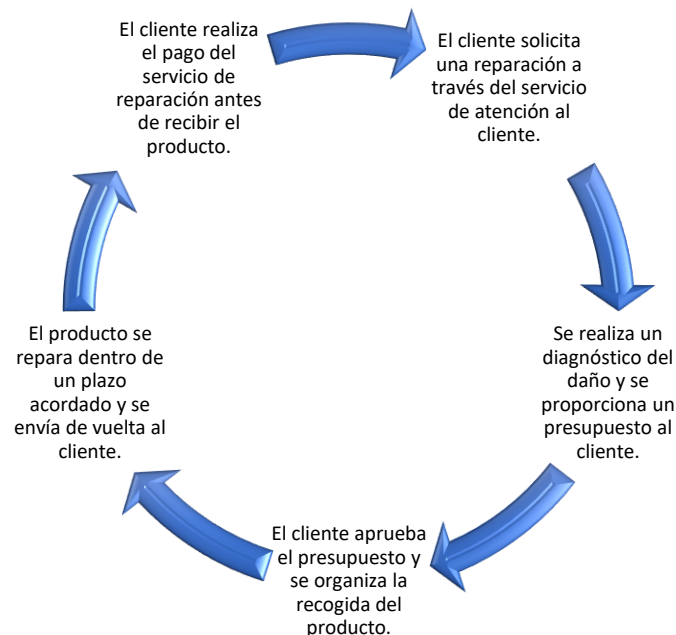 El cliente realiza
el pago del
servicio de
reparación antes
de recibir el
producto.
El cliente solicita
una reparación a
través del servicio
de atención al
cliente.
Se realiza un
diagnóstico del
daño y se
proporciona un
presupuesto al
cliente.
El cliente aprueba
el presupuesto y
se organiza la
recogida del
producto.
El producto se
repara dentro de
un plazo
acordado y se
envía de vuelta al
cliente.